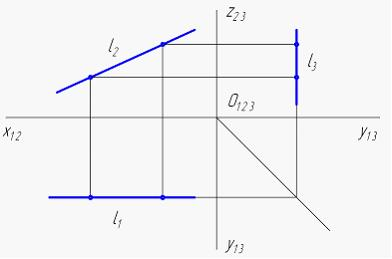 z₂₃
l₂
l₃
O₁₂₃
x₁₂
y₁₃
l₁
y₁₃